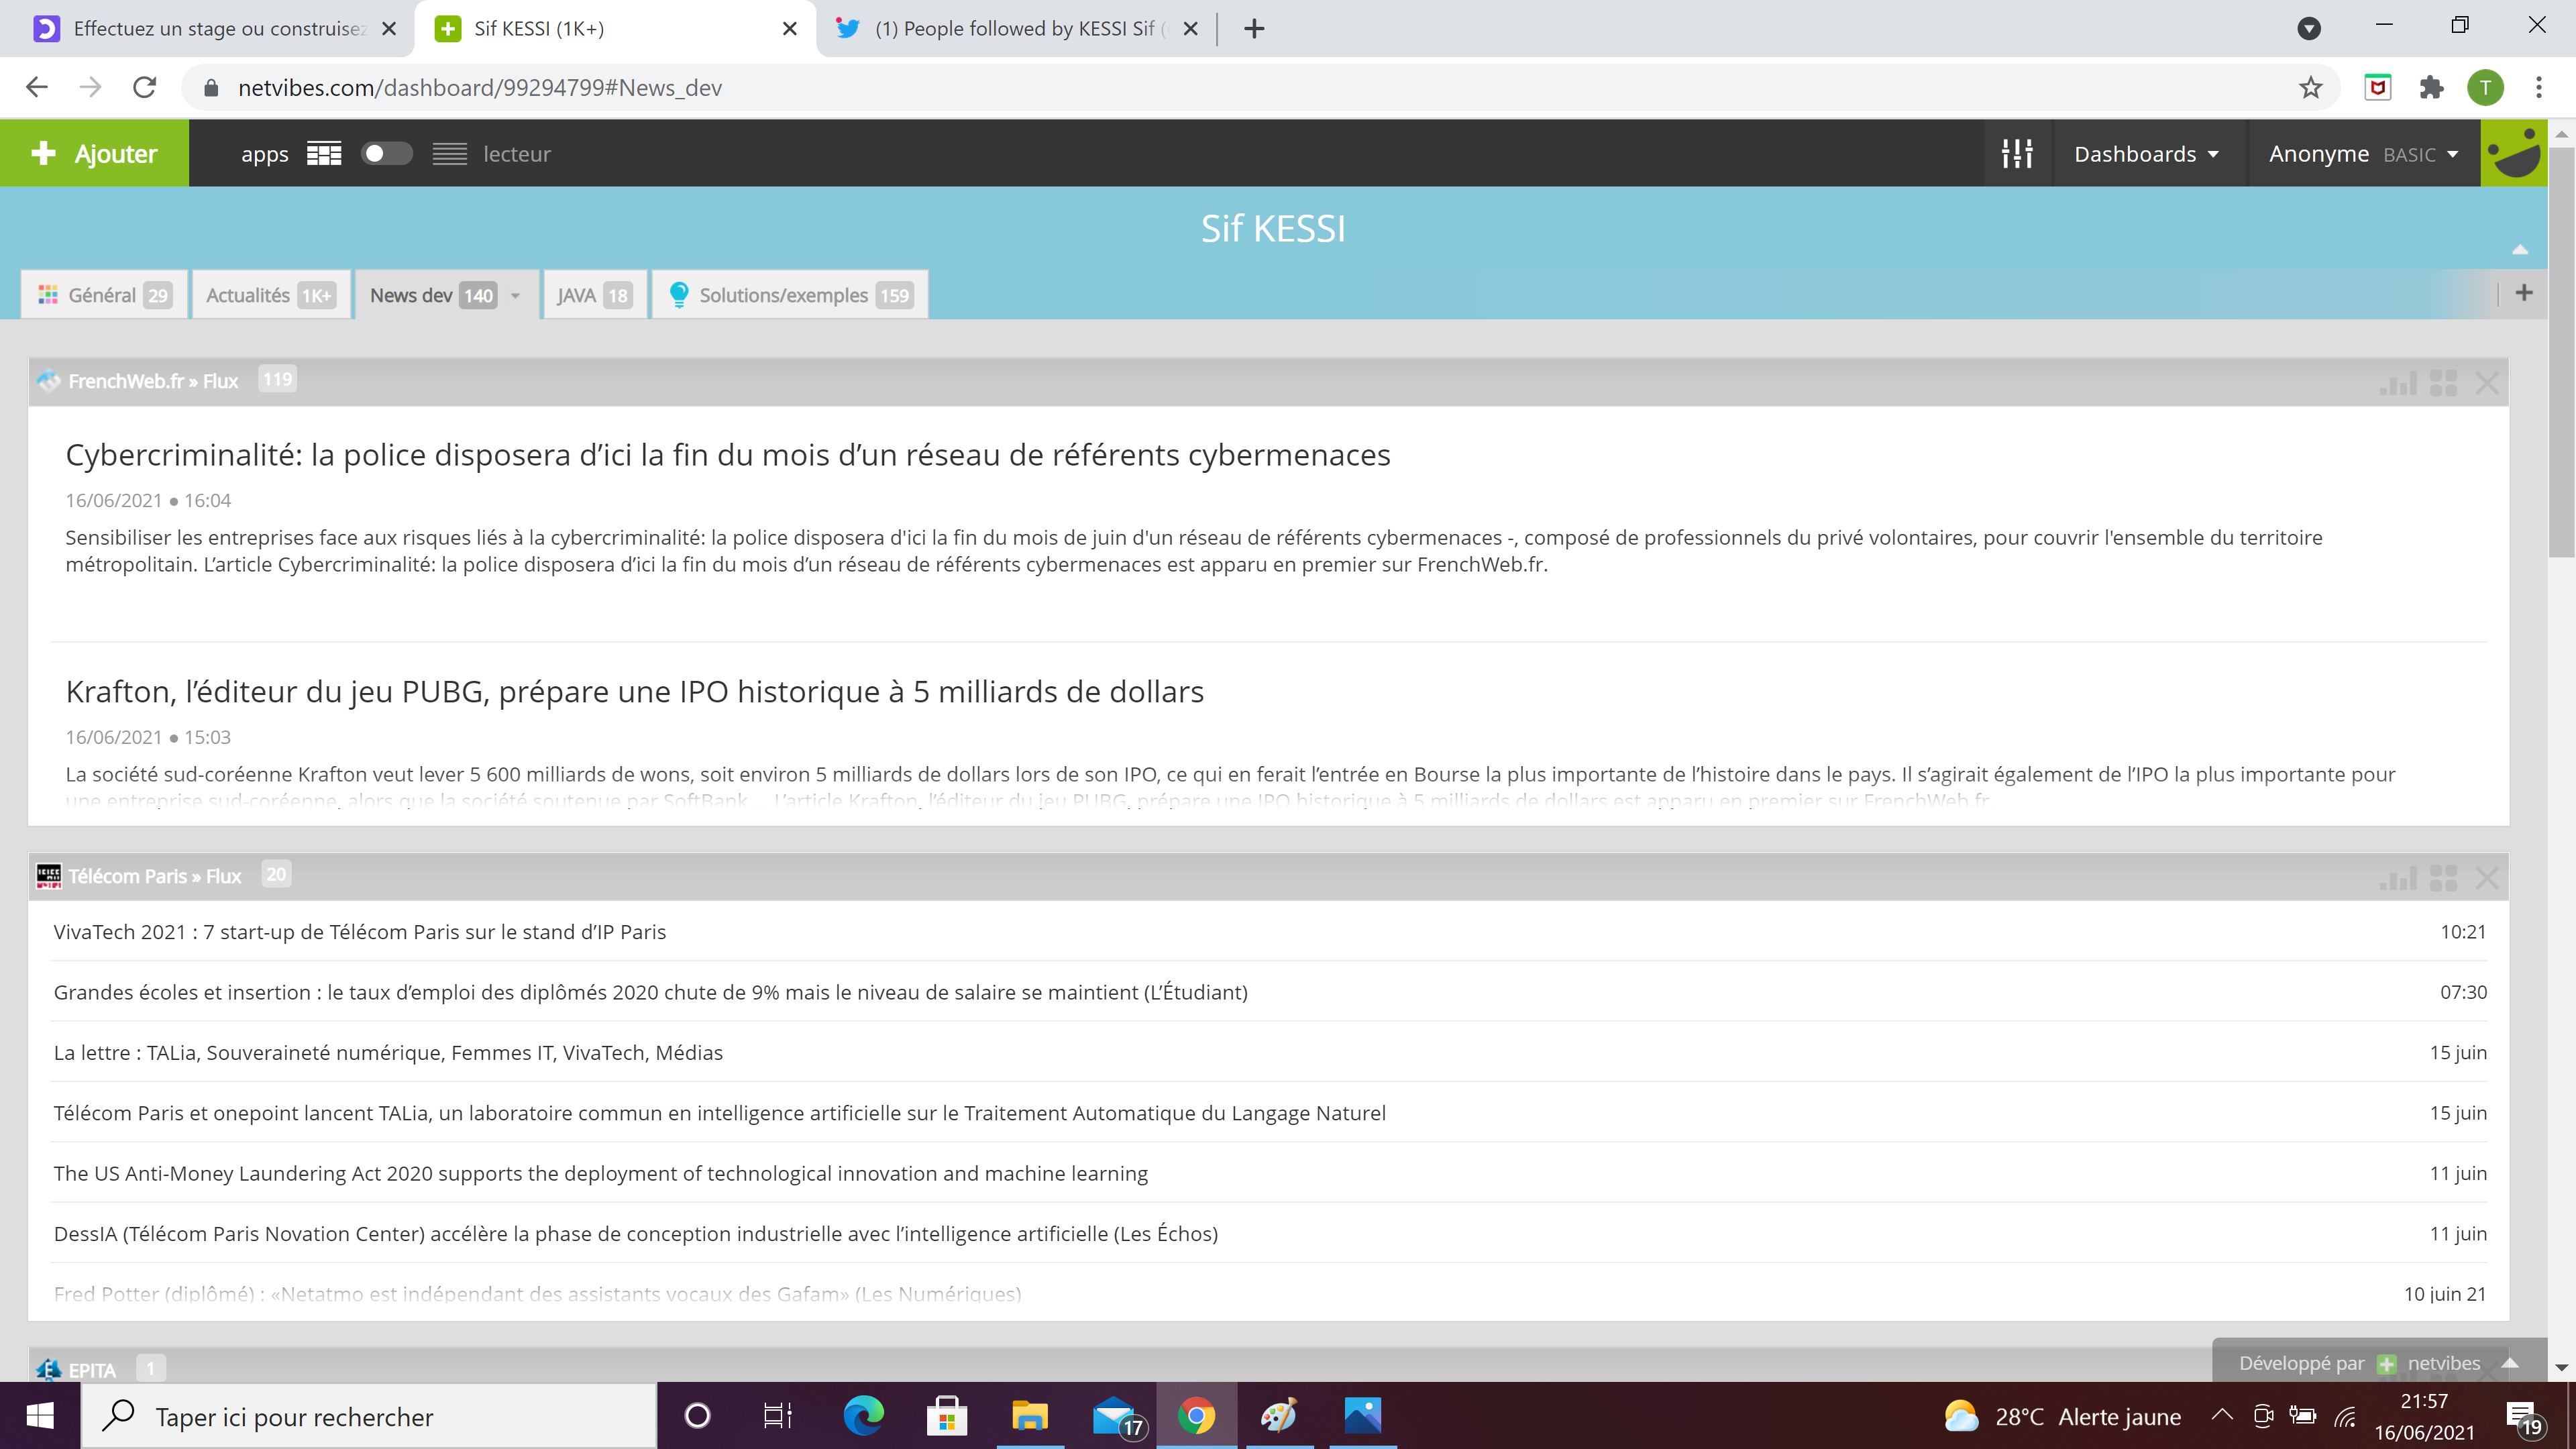 Effectuez un stage ou construisez
Sif KESSI (1K+)
(1) People followed by KESSI Sif (
netvibes.com/dashboard/99294799#News_dev
T
Ajouter
apps
lecteur
Dashboards
Anonyme BASIC
Sif KESSI
Général 29
Actualités 1K+
News dev 140
JAVA 18
Solutions/exemples 159
FrenchWeb.fr » Flux 119
Cybercriminalité: la police disposera d’ici la fin du mois d’un réseau de référents cybermenaces
16/06/2021 ● 16:04
Sensibiliser les entreprises face aux risques liés à la cybercriminalité: la police disposera d'ici la fin du mois de juin d'un réseau de référents cybermenaces -, composé de professionnels du privé volontaires, pour couvrir l'ensemble du territoire
métropolitain. L’article Cybercriminalité: la police disposera d’ici la fin du mois d’un réseau de référents cybermenaces est apparu en premier sur FrenchWeb.fr.
Krafton, l’éditeur du jeu PUBG, prépare une IPO historique à 5 milliards de dollars
16/06/2021 ● 15:03
La société sud-coréenne Krafton veut lever 5 600 milliards de wons, soit environ 5 milliards de dollars lors de son IPO, ce qui en ferait l’entrée en Bourse la plus importante de l’histoire dans le pays. Il s’agirait également de l’IPO la plus importante pour
une entreprise sud-coréenne, alors que la société soutenue par SoftBank ... L’article Krafton, l’éditeur du jeu PUBG, prépare une IPO historique à 5 milliards de dollars est apparu en premier sur FrenchWeb.fr.
Télécom Paris » Flux 20
VivaTech 2021 : 7 start-up de Télécom Paris sur le stand d’IP Paris 10:21
Grandes écoles et insertion : le taux d’emploi des diplômés 2020 chute de 9% mais le niveau de salaire se maintient (L’Étudiant) 07:30
La lettre : TALia, Souveraineté numérique, Femmes IT, VivaTech, Médias 15 juin
Télécom Paris et onepoint lancent TALia, un laboratoire commun en intelligence artificielle sur le Traitement Automatique du Langage Naturel 15 juin
The US Anti-Money Laundering Act 2020 supports the deployment of technological innovation and machine learning 11 juin
DessIA (Télécom Paris Novation Center) accélère la phase de conception industrielle avec l’intelligence artificielle (Les Échos) 11 juin
Fred Potter (diplômé) : «Netatmo est indépendant des assistants vocaux des Gafam» (Les Numériques) 10 juin 21
EPITA 1
Développé par netvibes
Taper ici pour rechercher
17
28°C Alerte jaune
21:57
16/06/2021
19